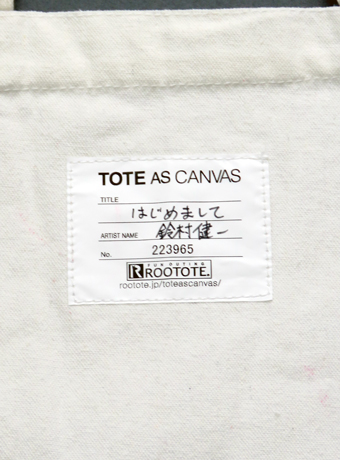 TOTE AS CANVAS
TITLE
はじめまして
ARTIST NAME 鈴村健一
No. 223965
FUN OUTING
R ROOTOTE.
rootote.jp/toteascanvas/